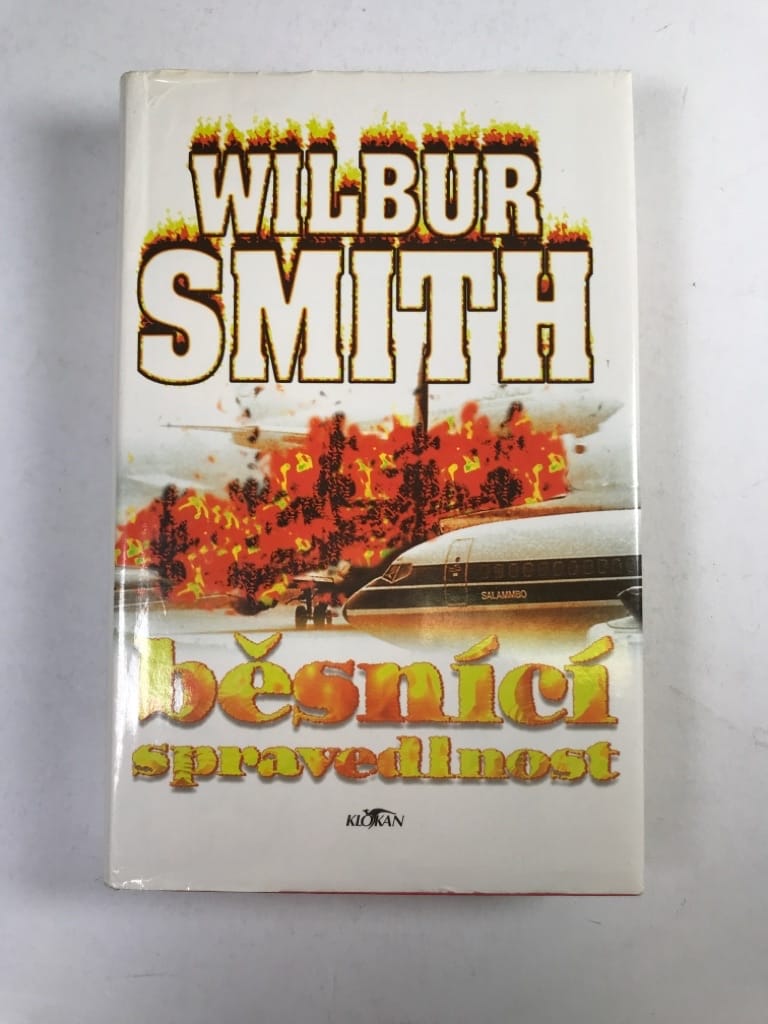 WILBUR
SMITH
SALAMMBO
běsnící
spravedlnost
KLOKAN